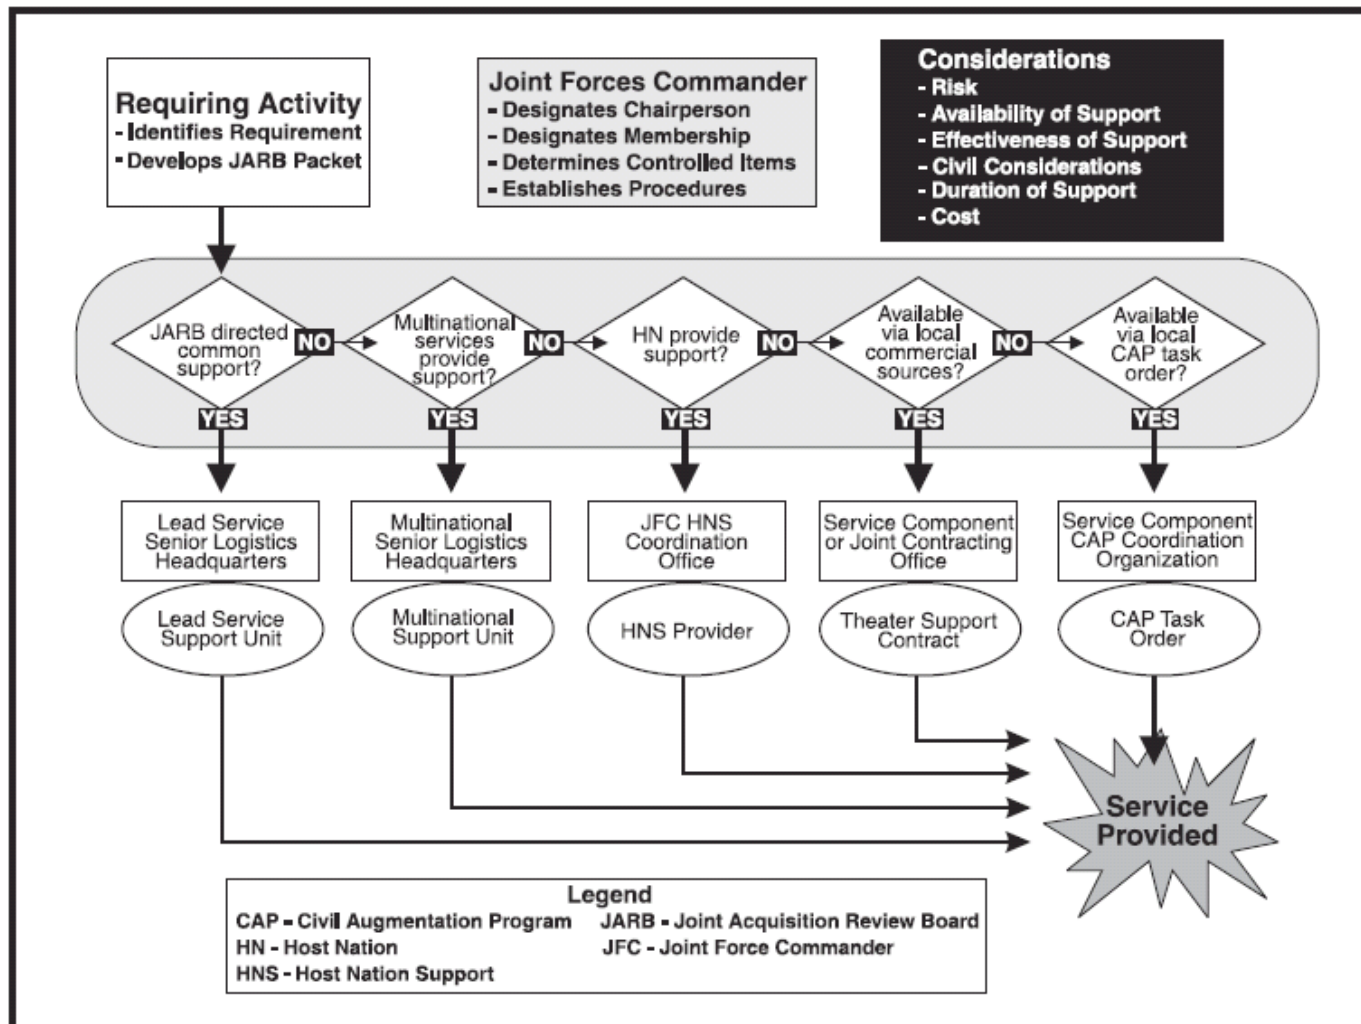 Requiring Activity
- Identifies Requirement
- Develops JARB Packet
Joint Forces Commander
- Designates Chairperson
- Designates Membership
- Determines Controlled Items
- Establishes Procedures
Considerations
- Risk
- Availability of Support
- Effectiveness of Support
- Civil Considerations
- Duration of Support
- Cost
JARB directed
common
support?
NO
YES
Multinational
services
provide
support?
NO
YES
HN provide
support?
NO
YES
Available
via local
commercial
sources?
NO
YES
Available
via local
CAP task
order?
YES
Lead Service
Senior Logistics
Headquarters
Multinational
Senior Logistics
Headquarters
JFC HNS
Coordination
Office
Service Component
or Joint Contracting
Office
Service Component
CAP Coordination
Organization
Lead Service
Support Unit
Multinational
Support Unit
HNS Provider
Theater Support
Contract
CAP Task
Order
Service
Provided
Legend
CAP - Civil Augmentation Program
JARB - Joint Acquisition Review Board
HN - Host Nation
JFC - Joint Force Commander
HNS - Host Nation Support